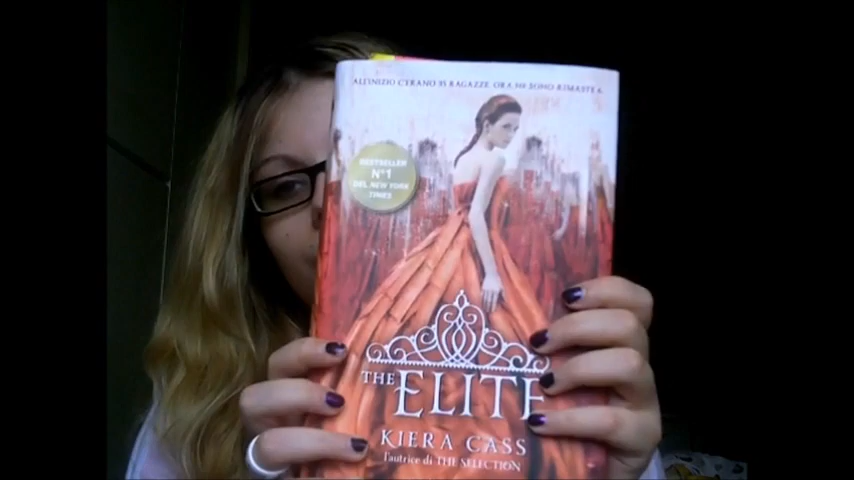 ALL'INIZIO C'ERANO 35 RAGAZZE. ORA NE SONO RIMASTE 6.
BESTSELLER
N°1
DEL NEW YORK
TIMES
THE ELITE
KIERA CASS
l'autrice di THE SELECTION